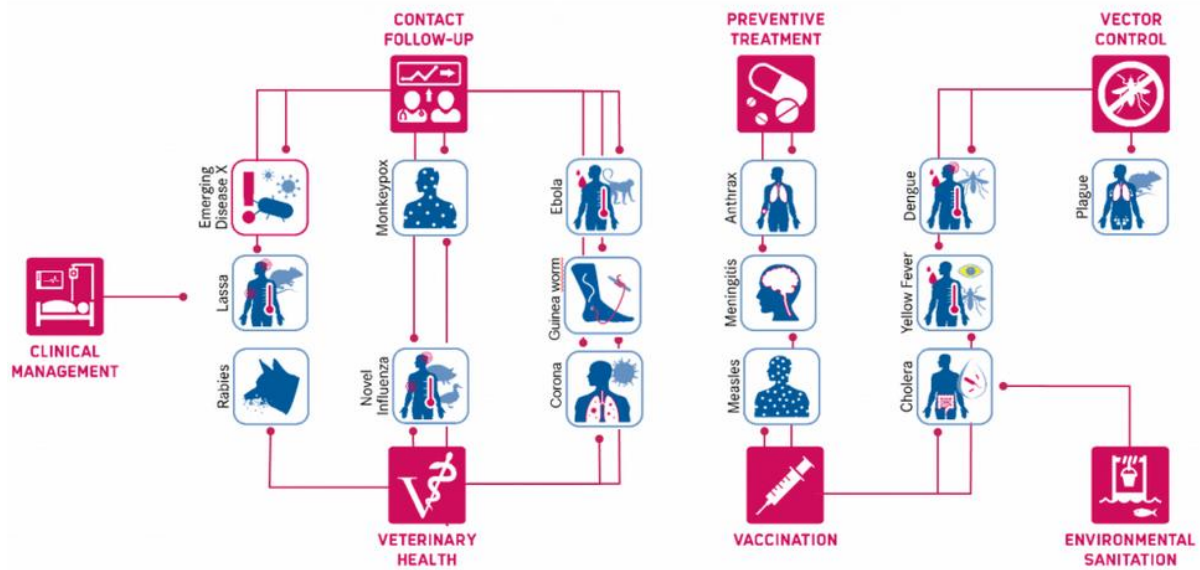 CONTACT
FOLLOW-UP
PREVENTIVE
TREATMENT
VECTOR
CONTROL
Emerging
Disease X
Monkeypox
Ebola
Anthrax
Dengue
Plague
Lassa
Guinea worm
Meningitis
Yellow Fever
CLINICAL
MANAGEMENT
Rabies
Novel
Influenza
Corona
Measles
Cholera
VETERINARY
HEALTH
VACCINATION
ENVIRONMENTAL
SANITATION